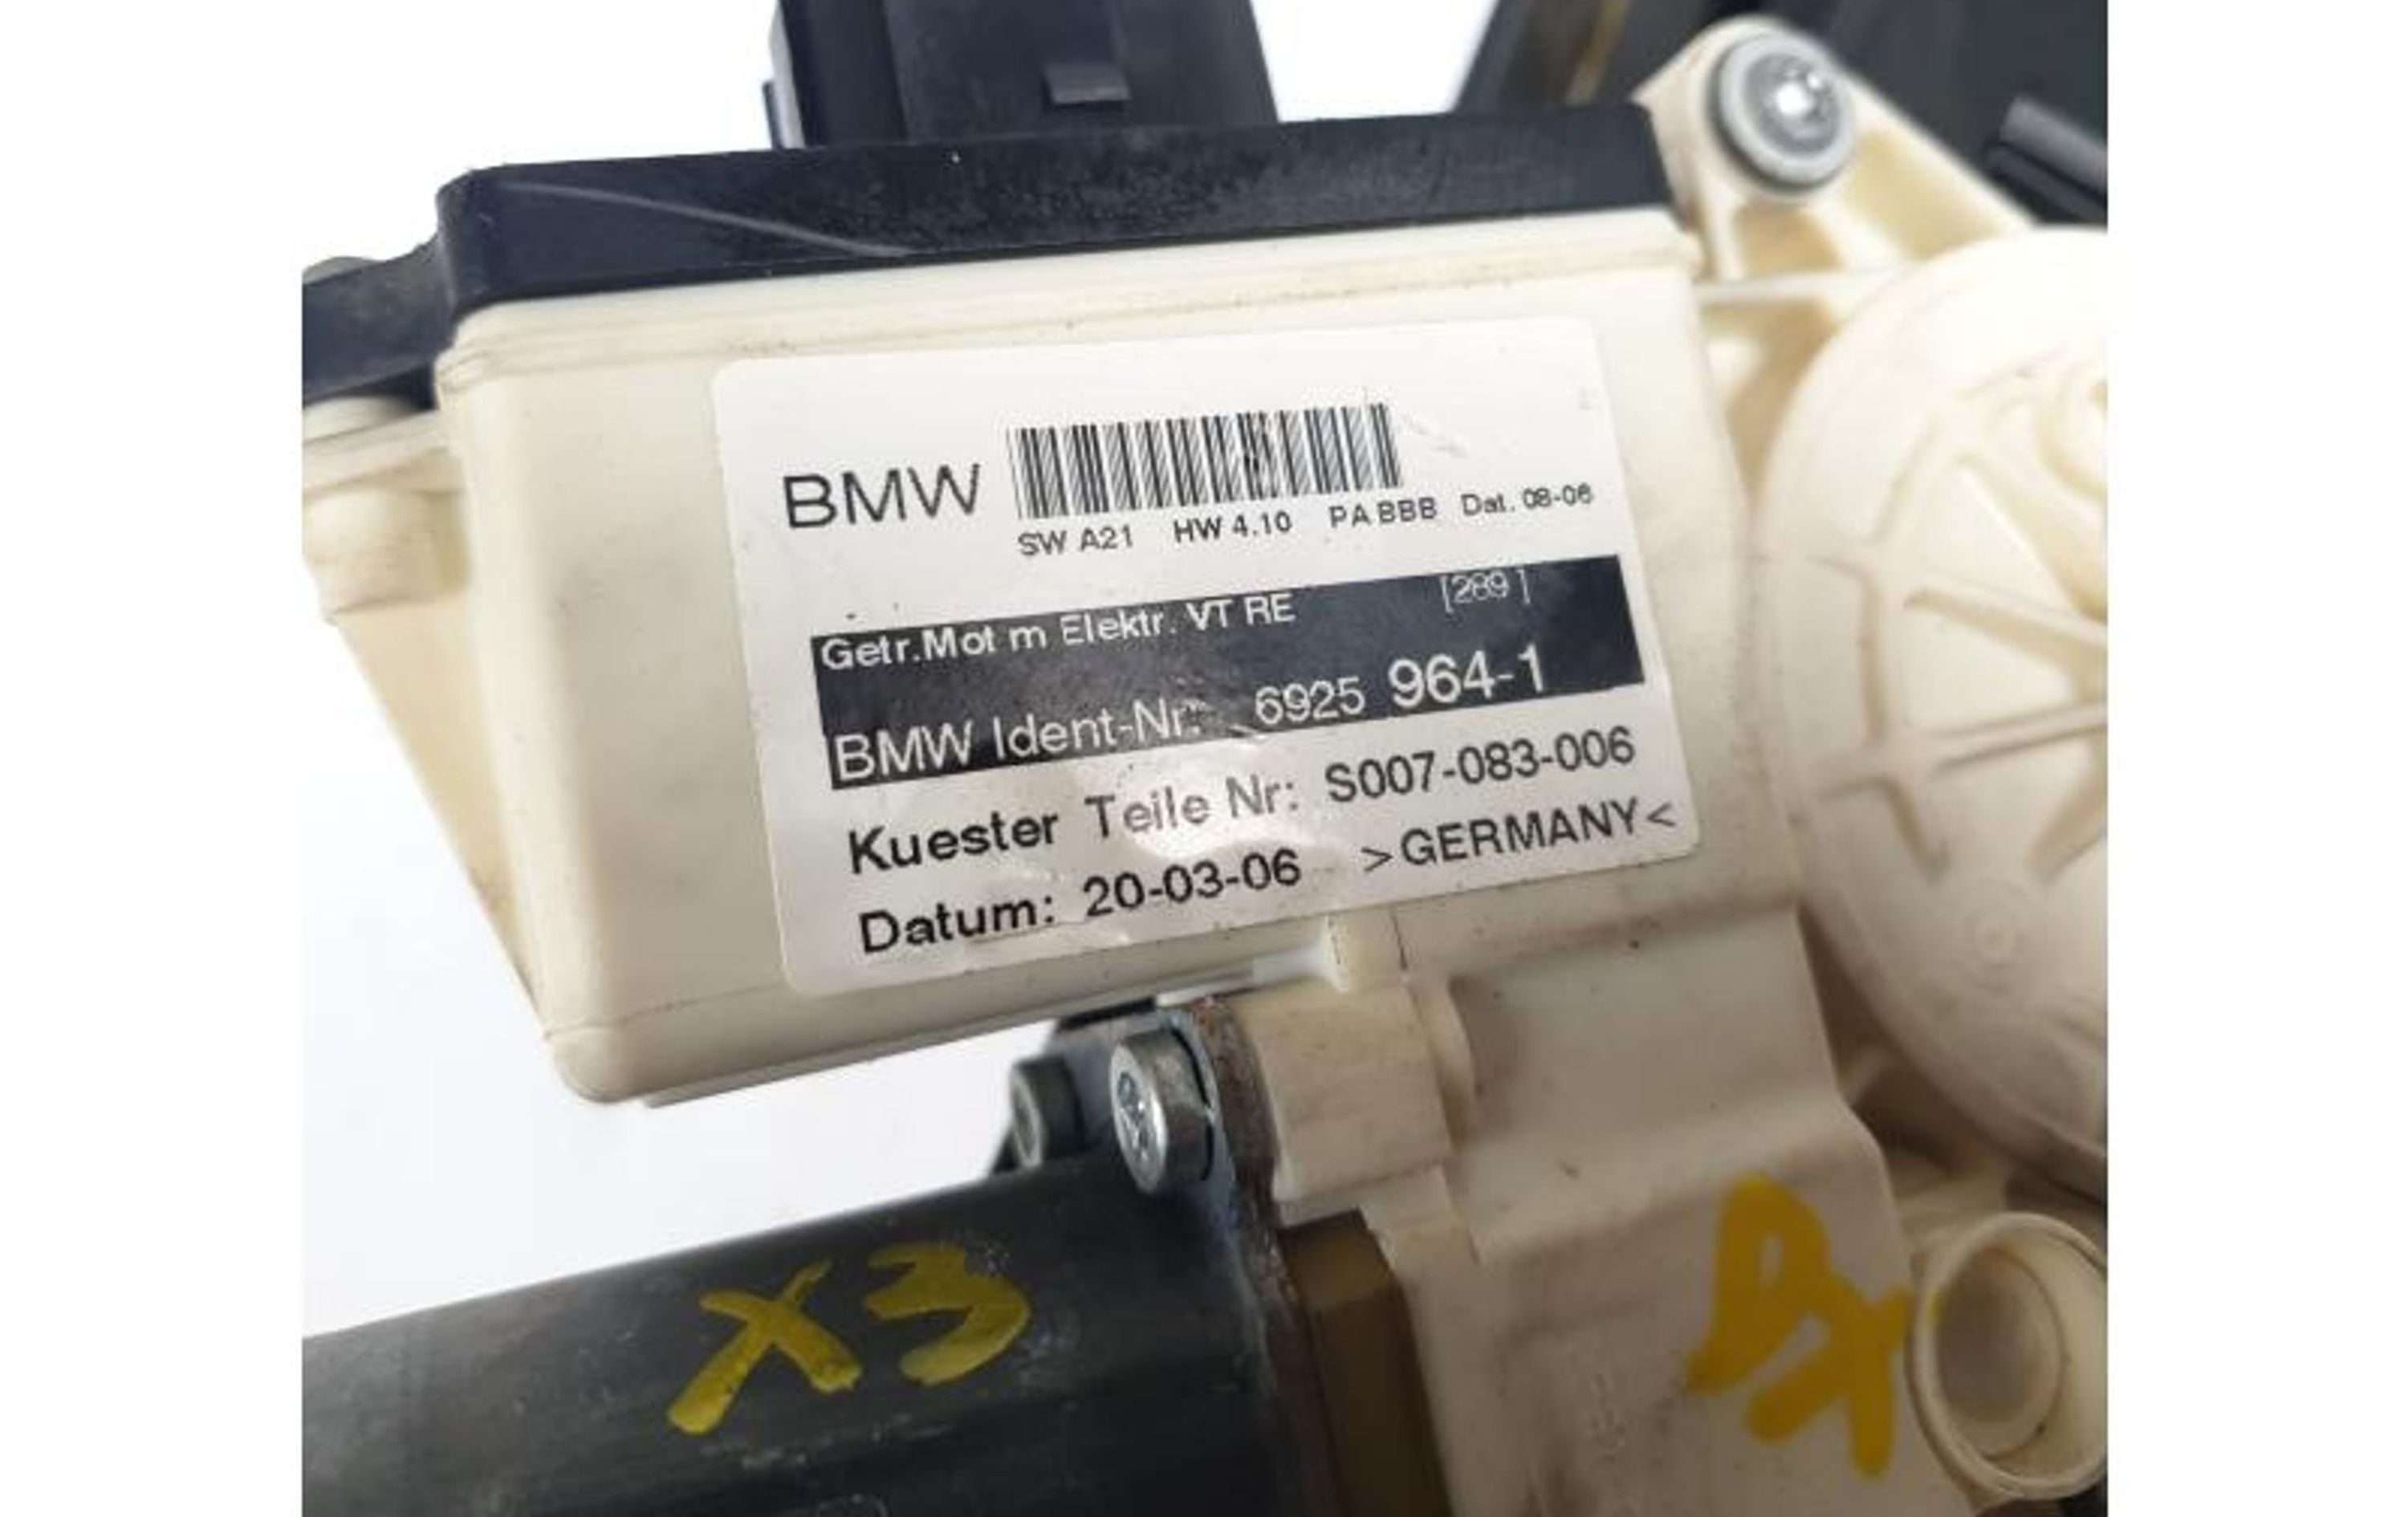 BMW
SW A21 HW 4.10 PA BBB Dat. 08-06
Getr.Mot m Elektr. VT RE [289 ]
BMW Ident-Nr: 6925 964-1
Kuester Teile Nr: S007-083-006
Datum: 20-03-06 >GERMANY<
X3